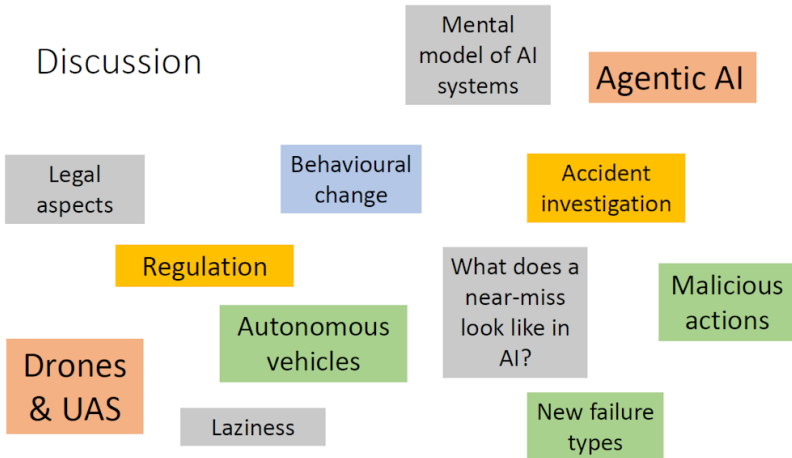 Discussion
Mental
model of AI
systems
Agentic AI
Legal
aspects
Behavioural
change
Accident
investigation
Regulation
What does a
near-miss
look like in
AI?
Malicious
actions
Autonomous
vehicles
Drones
& UAS
Laziness
New failure
types